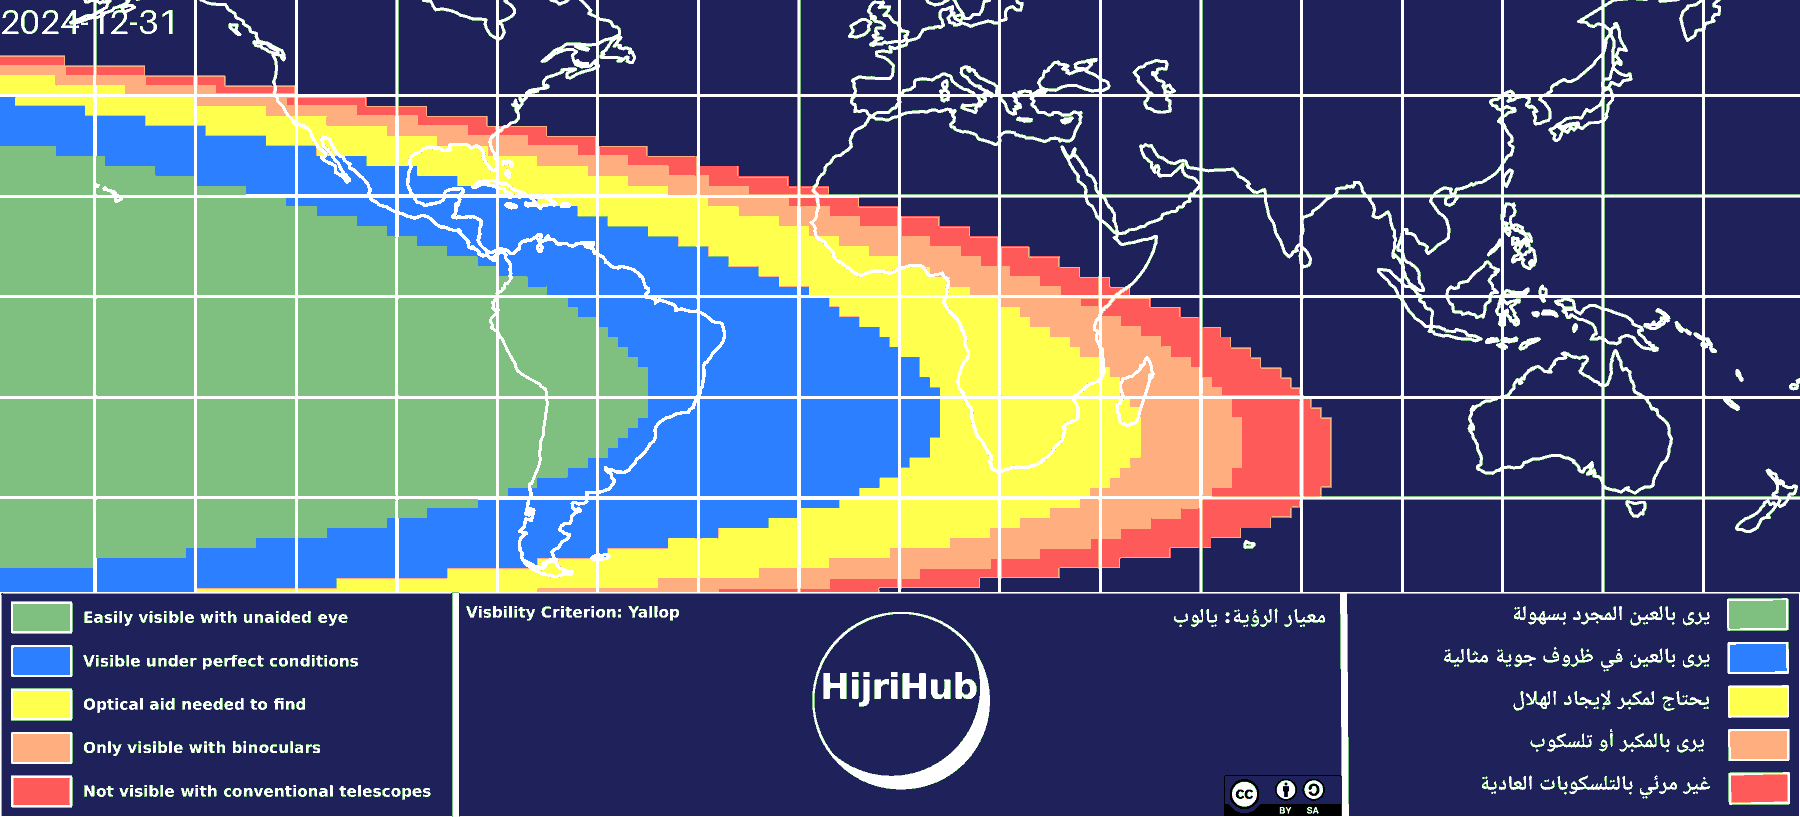 2024-12-31
Easily visible with unaided eye
Visible under perfect conditions
Optical aid needed to find
Only visible with binoculars
Not visible with conventional telescopes
Visbility Criterion: Yallop
معيار الرؤية: يالوب
HijriHub
cc
BY SA
يرى بالعين المجرد بسهولة
يرى بالعين في ظروف جوية مثالية
يحتاج لمكبر لإيجاد الهلال
يرى بالمكبر أو تلسكوب
غير مرئي بالتلسكوبات العادية